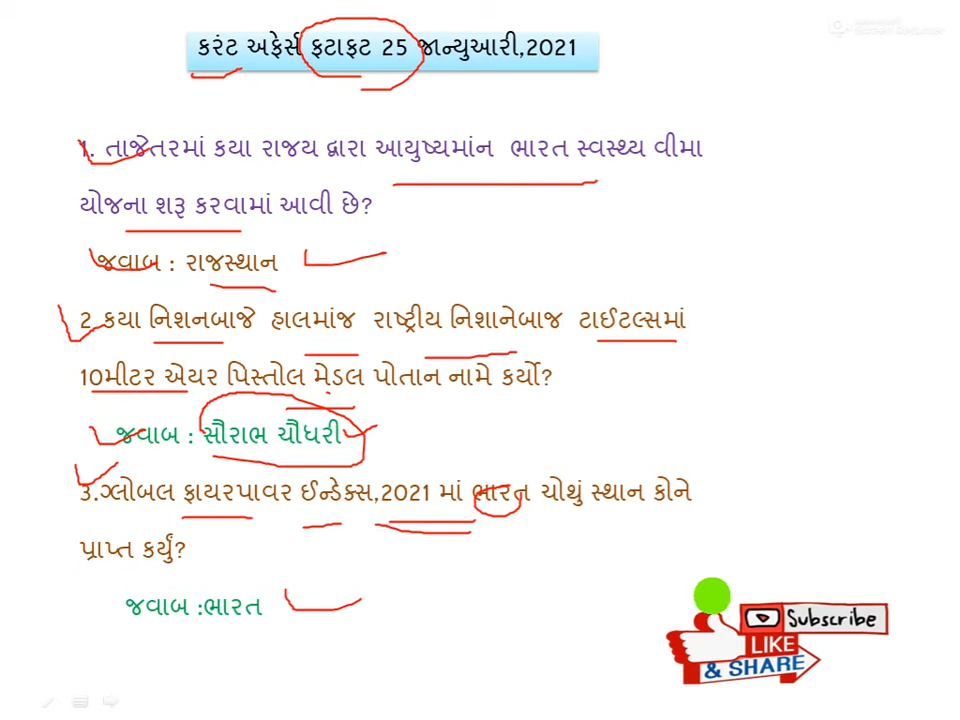 કરંટ અફેર્સ ફટાફટ 25 જાન્યુઆરી,2021
1. તાજેતરમાં કયા રાજય દ્વારા આયુષ્યમાંન ભારત સ્વસ્થ્ય વીમા
યોજના શરૂ કરવામાં આવી છે?
જવાબ : રાજસ્થાન
2.કયા નિશનબાજે હાલમાંજ રાષ્ટ્રીય નિશાનેબાજ ટાઈટલ્સમાં
10મીટર એયર પિસ્તોલ મેડલ પોતાન નામે કર્યો?
જવાબ : સૌરાભ ચૌધરી
3.ગ્લોબલ ફાયરપાવર ઈન્ડેક્સ,2021 માં ભારત ચોથું સ્થાન કોને
પ્રાપ્ત કર્યું?
જવાબ :ભારત
Subscribe
LIKE
& SHARE